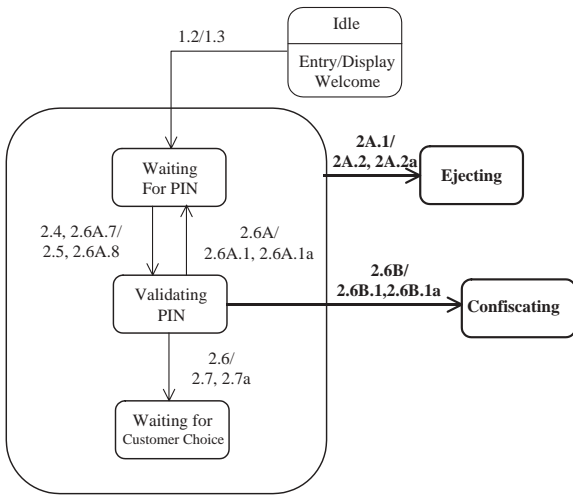 Idle
1.2/1.3
Entry/Display
Welcome
2A.1/
2A.2, 2A.2a
Waiting
For PIN
Ejecting
2.4, 2.6A.7/
2.5, 2.6A.8
2.6A/
2.6A.1, 2.6A.1a
2.6B/
2.6B.1,2.6B.1a
Validating
PIN
Confiscating
2.6/
2.7, 2.7a
Waiting for
Customer Choice